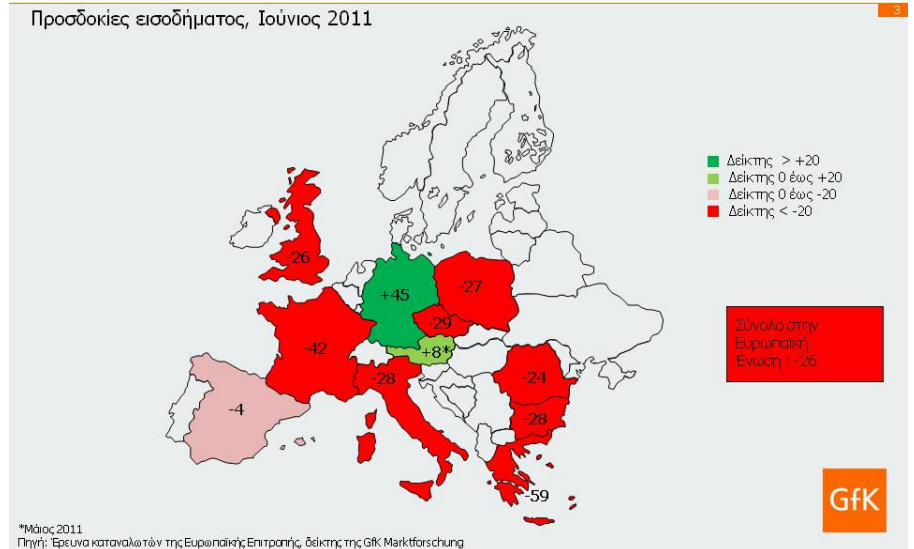 3
Προσδοκίες εισοδήματος, Ιούνιος 2011
Δείκτης > +20
Δείκτης 0 έως +20
Δείκτης 0 έως -20
Δείκτης < -20
-26
+45
-27
-29
-42
+8*
-28
-24
-4
-28
-59
Σύνολο στην
Ευρωπαϊκή
Ένωση : -26
GfK
*Μάιος 2011
Πηγή: Έρευνα καταναλωτών της Ευρωπαϊκής Επιτροπής, δείκτης της GfK Marktforschung